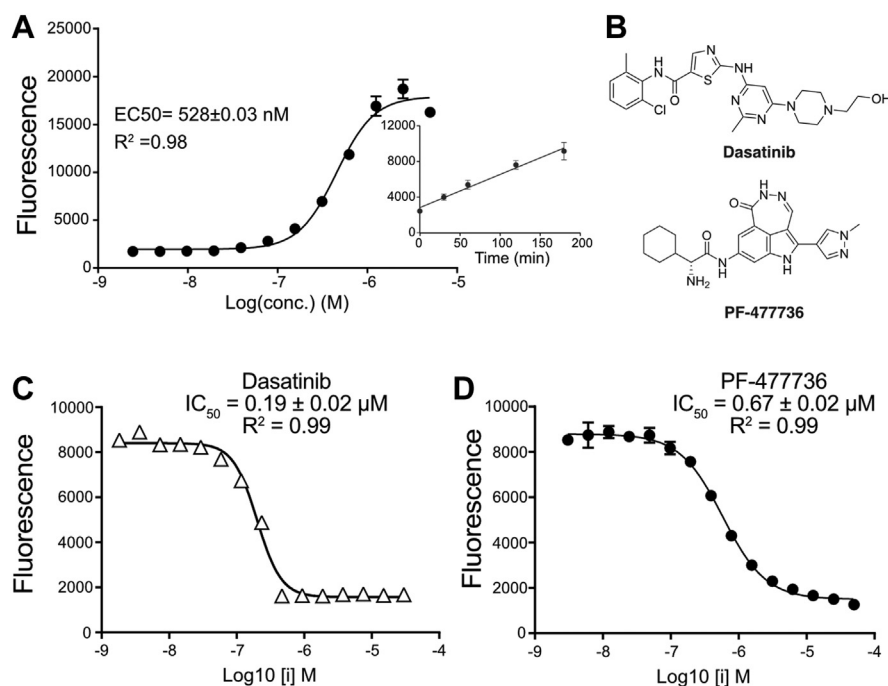 A
Fluorescence
25000
20000
15000
10000
5000
0
EC50= 528±0.03 nM
R² =0.98
-9
-8
-7
-6
-5
Log(conc.) (M)
12000
8000
4000
0
0
50
100
150
200
Time (min)
B
N
NH
H
N
O
S
Cl
N
N
N
N
OH
Dasatinib
H
N
N
O
O
N
H
NH₂
N
H
N
N
PF-477736
C
Dasatinib
IC₅₀ = 0.19 ± 0.02 µM
R² = 0.99
Fluorescence
10000
8000
6000
4000
2000
0
-9
-8
-7
-6
-5
-4
Log10 [i] M
D
PF-477736
IC₅₀ = 0.67 ± 0.02 µM
R² = 0.99
Fluorescence
10000
8000
6000
4000
2000
0
-9
-8
-7
-6
-5
-4
Log10 [i] M